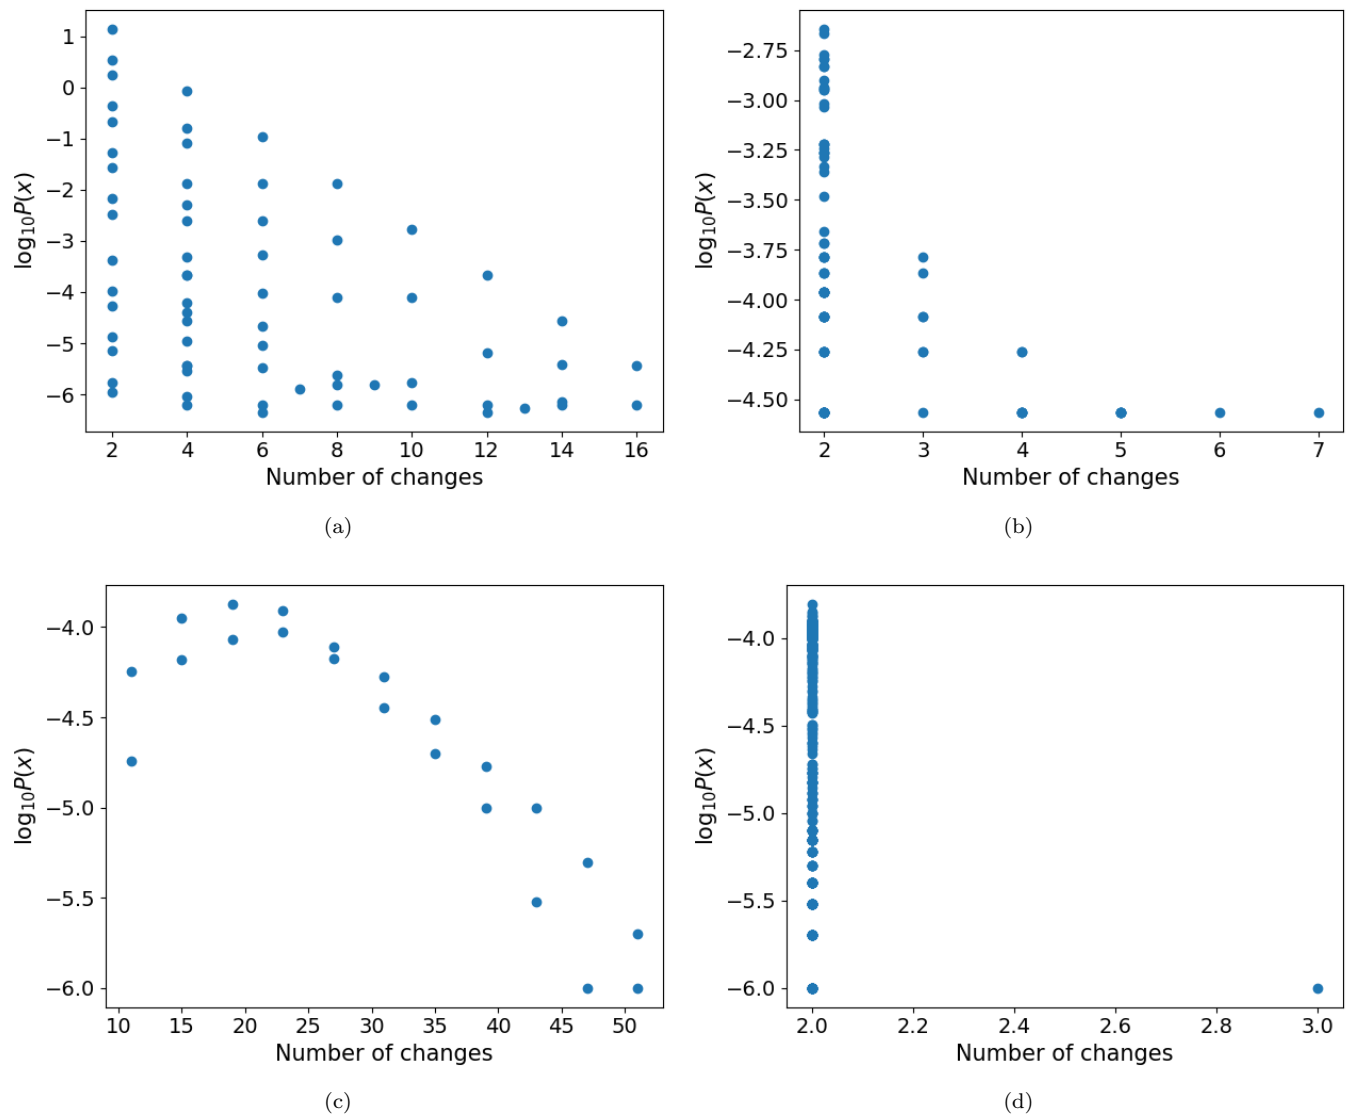 1
0
−1
−2
−3
−4
−5
−6
log₁₀P(x)
2 4 6 8 10 12 14 16
Number of changes
(a)
−2.75
−3.00
−3.25
−3.50
−3.75
−4.00
−4.25
−4.50
log₁₀P(x)
2 3 4 5 6 7
Number of changes
(b)
−4.0
−4.5
−5.0
−5.5
−6.0
log₁₀P(x)
10 15 20 25 30 35 40 45 50
Number of changes
(c)
−4.0
−4.5
−5.0
−5.5
−6.0
log₁₀P(x)
2.0 2.2 2.4 2.6 2.8 3.0
Number of changes
(d)